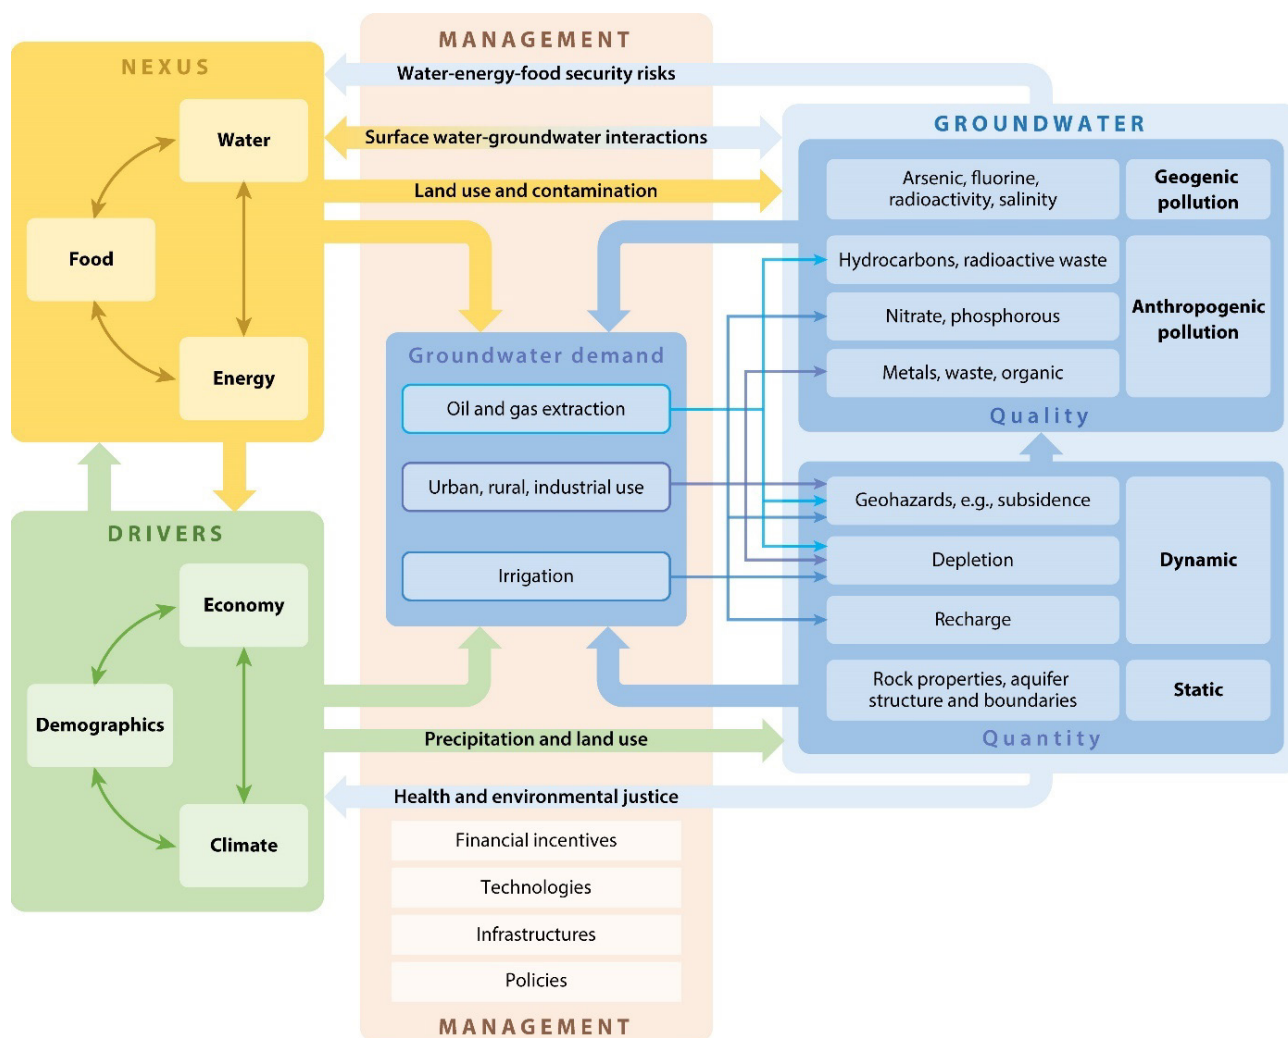 MANAGEMENT
NEXUS
Water
Food
Energy
Water-energy-food security risks
Surface water-groundwater interactions
Land use and contamination
GROUNDWATER
Arsenic, fluorine,
radioactivity, salinity
Geogenic
pollution
Hydrocarbons, radioactive waste
Nitrate, phosphorous
Metals, waste, organic
Anthropogenic
pollution
Quality
Groundwater demand
Oil and gas extraction
Urban, rural, industrial use
Irrigation
Geohazards, e.g., subsidence
Depletion
Recharge
Dynamic
Rock properties, aquifer
structure and boundaries
Static
Quantity
DRIVERS
Economy
Demographics
Climate
Precipitation and land use
Health and environmental justice
Financial incentives
Technologies
Infrastructures
Policies
MANAGEMENT